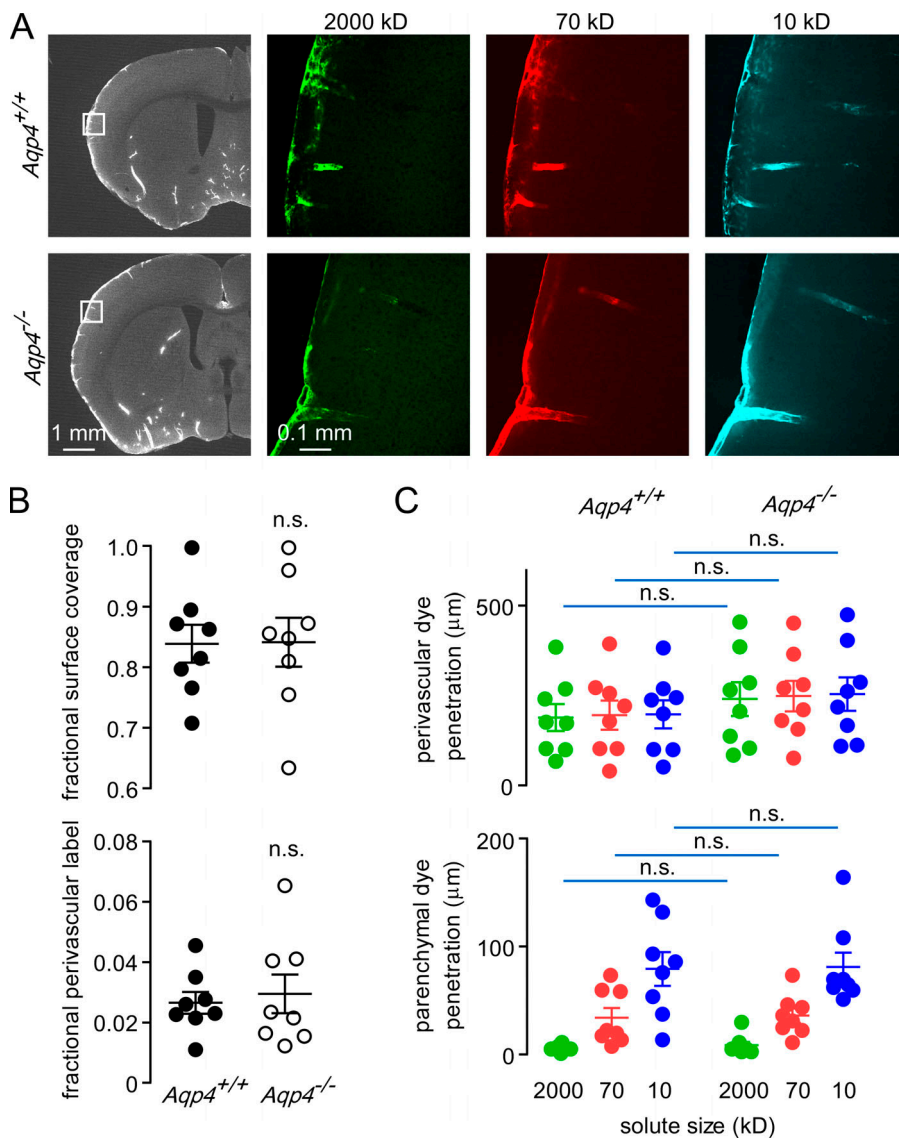 A
2000 kD
70 kD
10 kD
Aqp4+/+
Aqp4-/-
1 mm
0.1 mm
B
fractional surface coverage
1.0
0.9
0.8
0.7
0.6
n.s.
fractional perivascular label
0.08
0.06
0.04
0.02
0
n.s.
Aqp4+/+
Aqp4-/-
C
Aqp4+/+
Aqp4-/-
n.s.
n.s.
n.s.
perivascular dye
penetration (μm)
500
0
n.s.
n.s.
n.s.
parenchymal dye
penetration (μm)
200
100
0
2000 70 10 2000 70 10
solute size (kD)